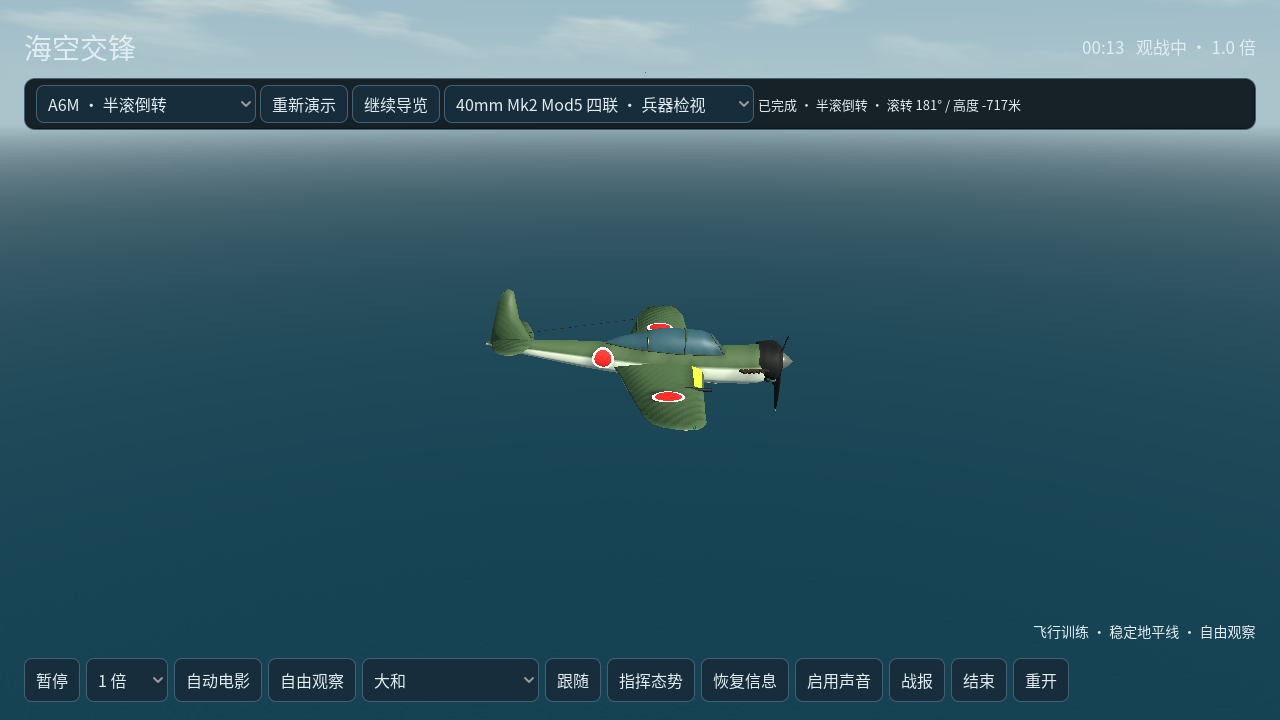 海空交锋
00:13 观战中 · 1.0 倍
A6M · 半滚倒转 重新演示 继续导览 40mm Mk2 Mod5 四联 · 兵器检视 已完成 · 半滚倒转 · 滚转 181° / 高度 -717米
飞行训练 · 稳定地平线 · 自由观察
暂停 1 倍 自动电影 自由观察 大和 跟随 指挥态势 恢复信息 启用声音 战报 结束 重开